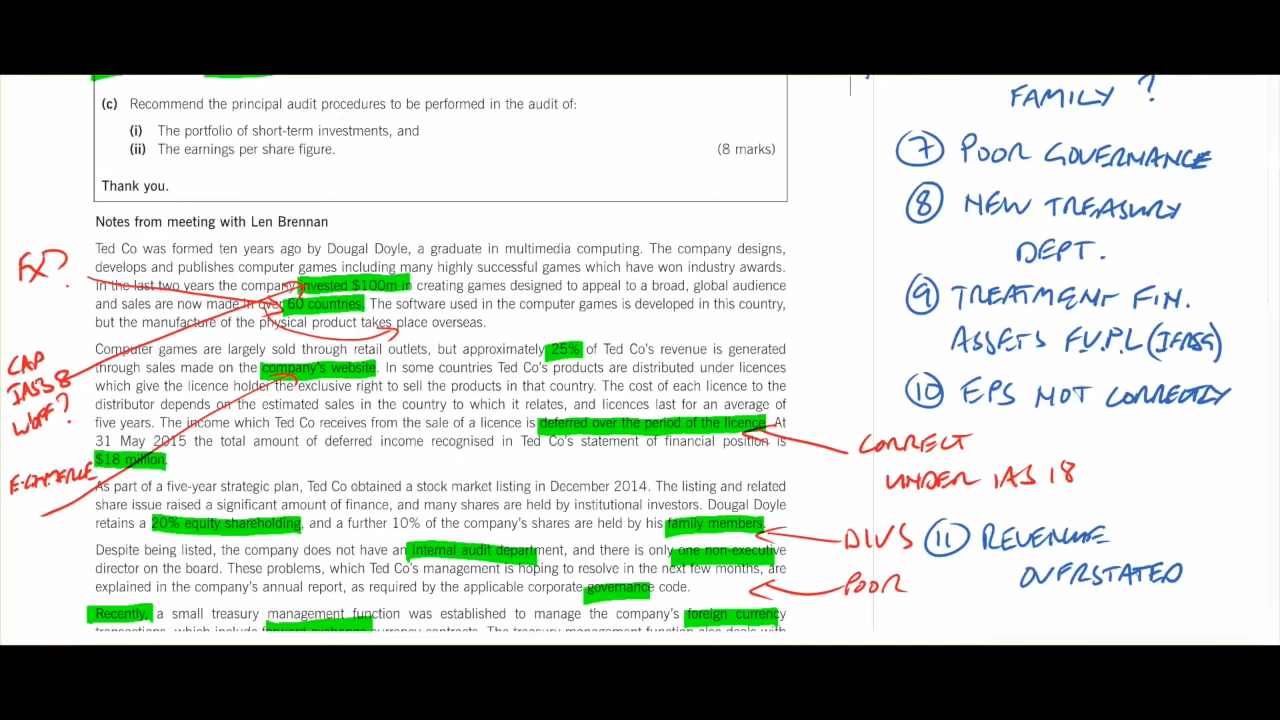 (c) Recommend the principal audit procedures to be performed in the audit of:
(i) The portfolio of short-term investments, and
(ii) The earnings per share figure. (8 marks)
Thank you.
Notes from meeting with Len Brennan
Ted Co was formed ten years ago by Dougal Doyle, a graduate in multimedia computing. The company designs,
develops and publishes computer games including many highly successful games which have won industry awards.
In the last two years the company invested $100m in creating games designed to appeal to a broad, global audience
and sales are now made in over 60 countries. The software used in the computer games is developed in this country,
but the manufacture of the physical product takes place overseas.
Computer games are largely sold through retail outlets, but approximately 25% of Ted Co's revenue is generated
through sales made on the company's website. In some countries Ted Co's products are distributed under licences
which give the licence holder the exclusive right to sell the products in that country. The cost of each licence to the
distributor depends on the estimated sales in the country to which it relates, and licences last for an average of
five years. The income which Ted Co receives from the sale of a licence is deferred over the period of the licence. At
31 May 2015 the total amount of deferred income recognised in Ted Co's statement of financial position is
$18 million.
As part of a five-year strategic plan, Ted Co obtained a stock market listing in December 2014. The listing and related
share issue raised a significant amount of finance, and many shares are held by institutional investors. Dougal Doyle
retains a 20% equity shareholding, and a further 10% of the company's shares are held by his family members.
Despite being listed, the company does not have an internal audit department, and there is only one non-executive
director on the board. These problems, which Ted Co's management is hoping to resolve in the next few months, are
explained in the company's annual report, as required by the applicable corporate governance code.
Recently, a small treasury management function was established to manage the company's foreign currency
transactions, which include forward exchange currency contracts. The treasury management function also deals with
FX?
CAP
IAS38
W/OFF?
E-COMMERCE
CORRECT
UNDER IAS 18
DIVS
POOR
FAMILY ?
7 POOR GOVERNANCE
8 NEW TREASURY
DEPT.
9 TREATMENT FIN.
ASSETS F.V.P.L (IFRS9)
10 EPS NOT CORRECTLY
11 REVENUE
OVERSTATED